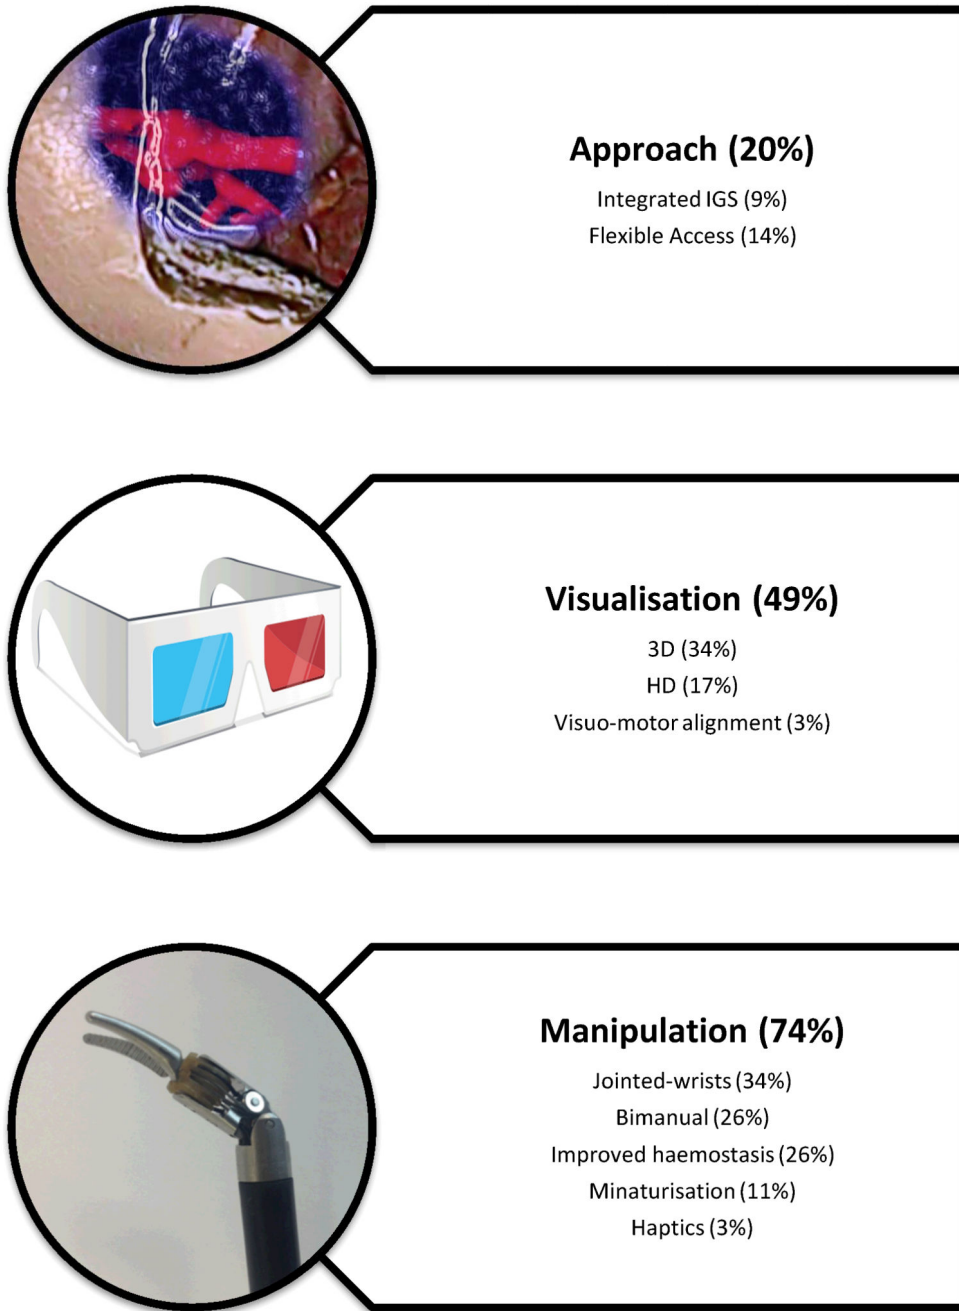 Approach (20%)
Integrated IGS (9%)
Flexible Access (14%)
Visualisation (49%)
3D (34%)
HD (17%)
Visuo-motor alignment (3%)
Manipulation (74%)
Jointed-wrists (34%)
Bimanual (26%)
Improved haemostasis (26%)
Minaturisation (11%)
Haptics (3%)